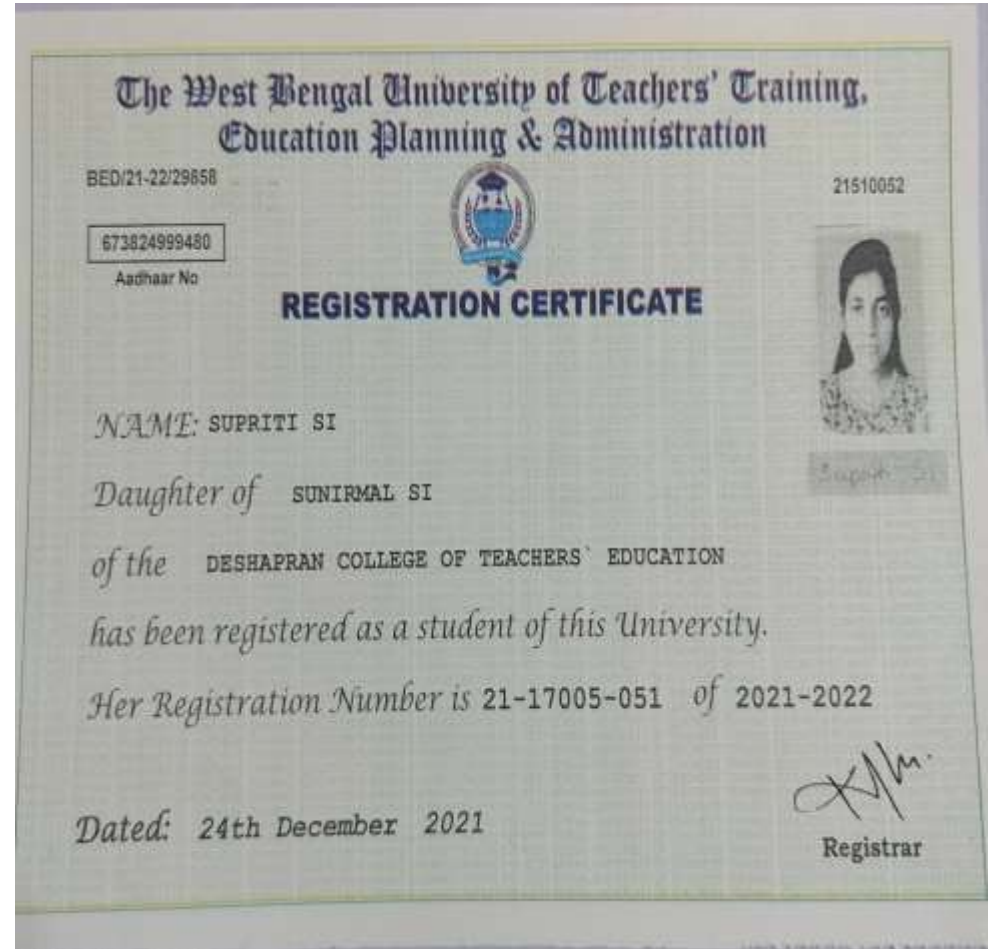 The West Bengal University of Teachers' Training,
Education Planning & Administration
BED/21-22/29858
21510052
673824999480
Aadhaar No
REGISTRATION CERTIFICATE
NAME: SUPRITI SI
Supriti Si
Daughter of SUNIRMAL SI
of the DESHAPRAN COLLEGE OF TEACHERS` EDUCATION
has been registered as a student of this University.
Her Registration Number is 21-17005-051 of 2021-2022
Dated: 24th December 2021
Registrar